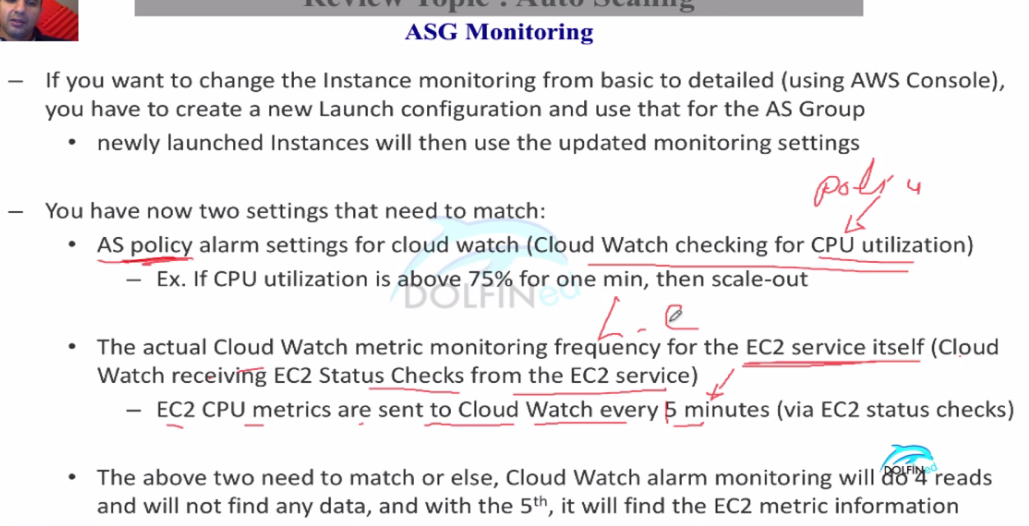 Review Topic : Auto Scaling
ASG Monitoring
– If you want to change the Instance monitoring from basic to detailed (using AWS Console),
you have to create a new Launch configuration and use that for the AS Group
• newly launched Instances will then use the updated monitoring settings
policy
– You have now two settings that need to match:
• AS policy alarm settings for cloud watch (Cloud Watch checking for CPU utilization)
– Ex. If CPU utilization is above 75% for one min, then scale-out
DOLFINed
L.C
• The actual Cloud Watch metric monitoring frequency for the EC2 service itself (Cloud
Watch receiving EC2 Status Checks from the EC2 service)
– EC2 CPU metrics are sent to Cloud Watch every 5 minutes (via EC2 status checks)
DOLFINed
• The above two need to match or else, Cloud Watch alarm monitoring will do 4 reads
and will not find any data, and with the 5th, it will find the EC2 metric information